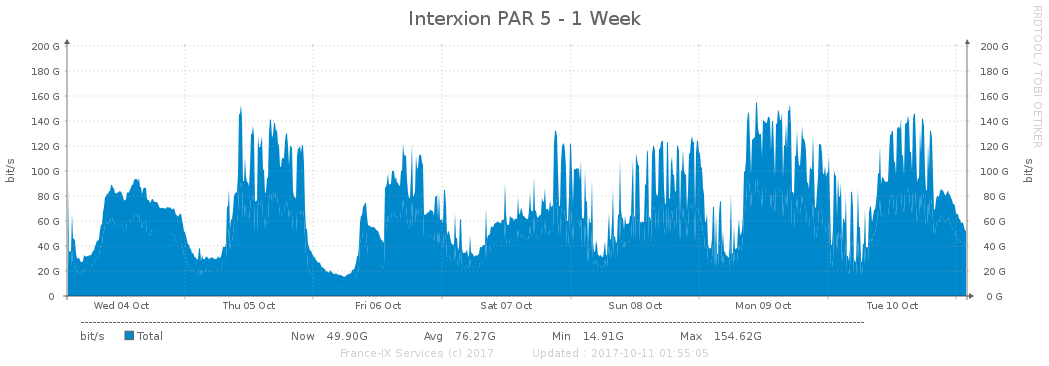 Interxion PAR 5 - 1 Week
RRDTOOL / TOBI OETIKER
bit/s
bit/s
200 G 200 G
180 G 180 G
160 G 160 G
140 G 140 G
120 G 120 G
100 G 100 G
80 G 80 G
60 G 60 G
40 G 40 G
20 G 20 G
0 0 G
Wed 04 Oct Thu 05 Oct Fri 06 Oct Sat 07 Oct Sun 08 Oct Mon 09 Oct Tue 10 Oct
bit/s Total Now 49.90G Avg 76.27G Min 14.91G Max 154.62G
France-IX Services (c) 2017 Updated : 2017-10-11 01:55:05